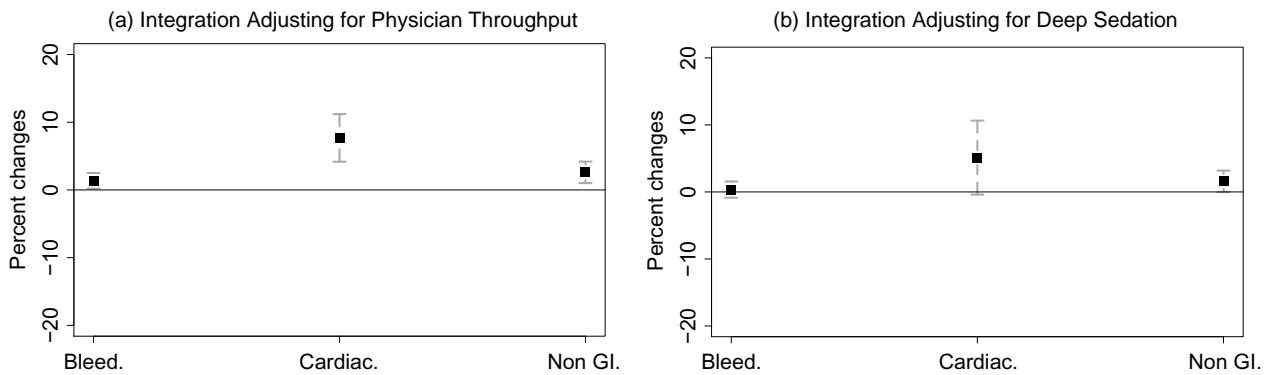 (a) Integration Adjusting for Physician Throughput
Percent changes
20
10
0
−10
−20
Bleed. Cardiac. Non GI.
(b) Integration Adjusting for Deep Sedation
Percent changes
20
10
0
−10
−20
Bleed. Cardiac. Non GI.